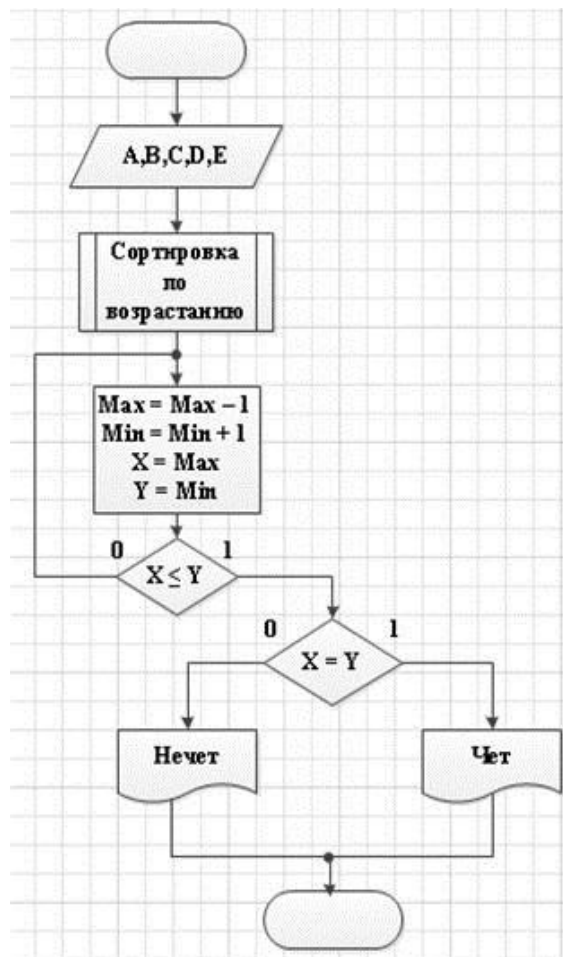 A,B,C,D,E
Сортировка
по
возрастанию
Max = Max – 1
Min = Min + 1
X = Max
Y = Min
0
1
X ≤ Y
0
1
X = Y
Нечет
Чет